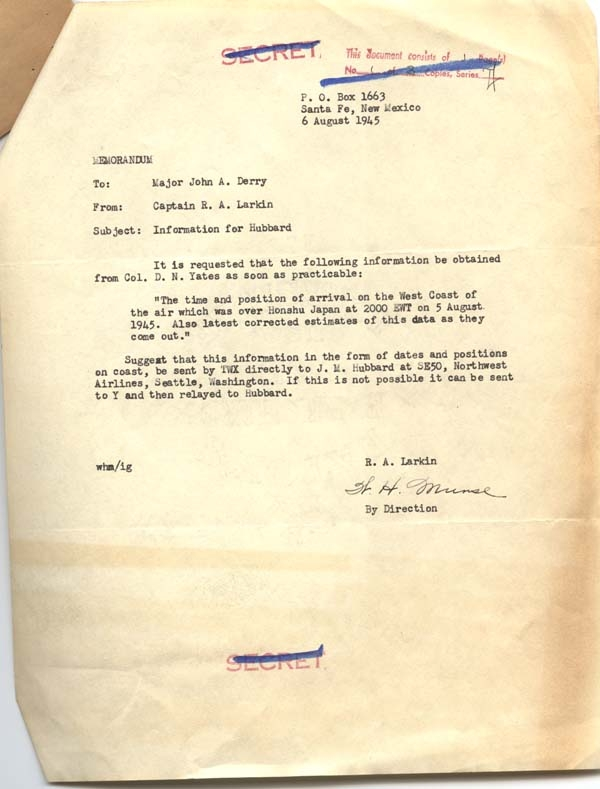 SECRET.
This document consists of 1 Page(s)
No. 1 of 3 Copies, Series A
P. O. Box 1663
Santa Fe, New Mexico
6 August 1945
MEMORANDUM
To: Major John A. Derry
From: Captain R. A. Larkin
Subject: Information for Hubbard
It is requested that the following information be obtained
from Col. D. N. Yates as soon as practicable:
"The time and position of arrival on the West Coast of
the air which was over Honshu Japan at 2000 EWT on 5 August
1945. Also latest corrected estimates of this data as they
come out."
Suggest that this information in the form of dates and positions
on coast, be sent by TWX directly to J. M. Hubbard at SE50, Northwest
Airlines, Seattle, Washington. If this is not possible it can be sent
to Y and then relayed to Hubbard.
whm/ig
R. A. Larkin
W. H. Munse
By Direction
SECRET.